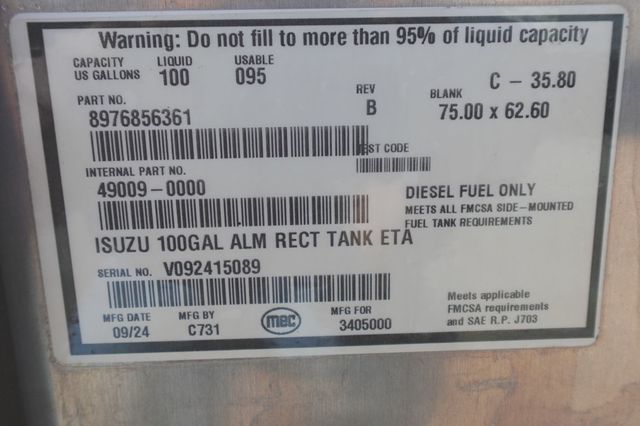 Warning: Do not fill to more than 95% of liquid capacity
CAPACITY LIQUID USABLE
US GALLONS 100 095
C - 35.80
PART NO. REV BLANK
8976856361 B 75.00 x 62.60
EST CODE
INTERNAL PART NO.
49009-0000
DIESEL FUEL ONLY
MEETS ALL FMCSA SIDE-MOUNTED
FUEL TANK REQUIREMENTS
ISUZU 100GAL ALM RECT TANK ETA
SERIAL NO. V092415089
Meets applicable
FMCSA requirements
and SAE R.P. J703
MFG DATE MFG BY mec MFG FOR
09/24 C731 3405000